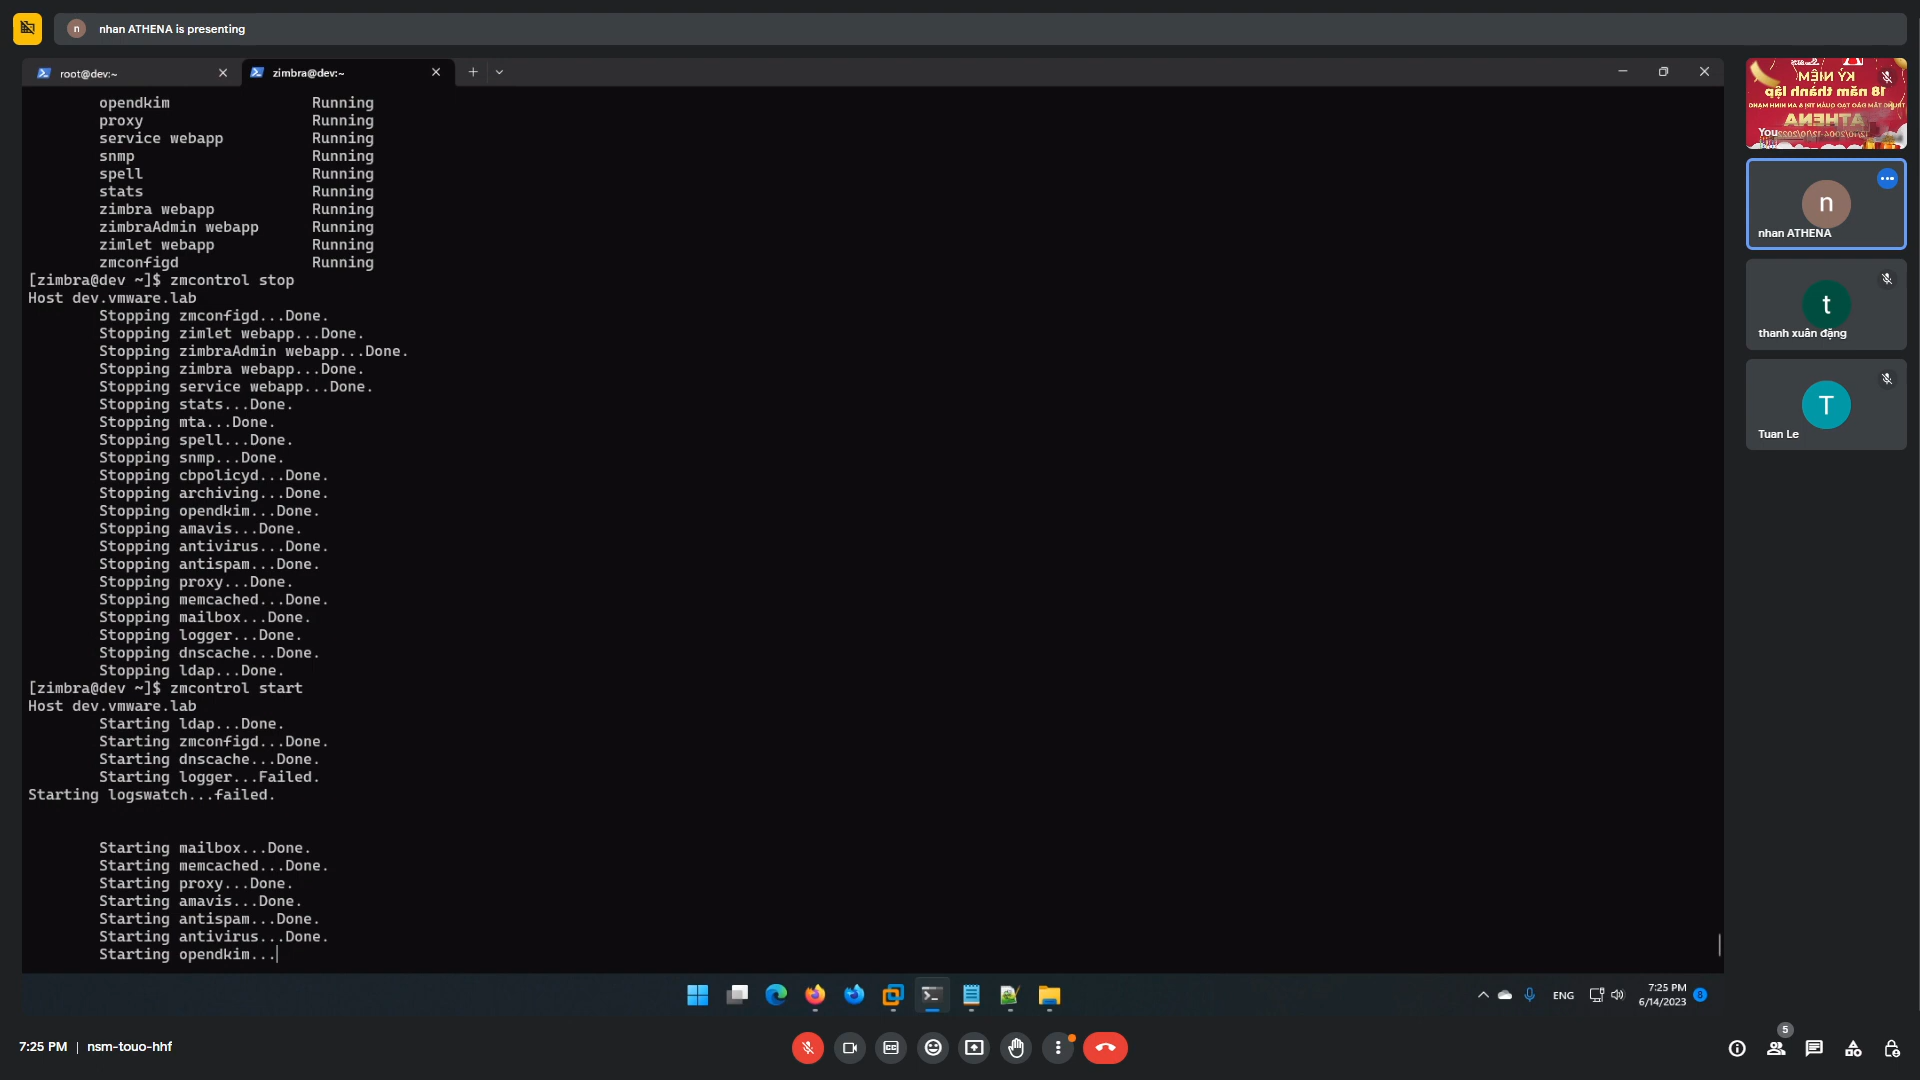 n
nhan ATHENA is presenting
root@dev:~
zimbra@dev:~
opendkim Running
proxy Running
service webapp Running
snmp Running
spell Running
stats Running
zimbra webapp Running
zimbraAdmin webapp Running
zimlet webapp Running
zmconfigd Running
[zimbra@dev ~]$ zmcontrol stop
Host dev.vmware.lab
Stopping zmconfigd...Done.
Stopping zimlet webapp...Done.
Stopping zimbraAdmin webapp...Done.
Stopping zimbra webapp...Done.
Stopping service webapp...Done.
Stopping stats...Done.
Stopping mta...Done.
Stopping spell...Done.
Stopping snmp...Done.
Stopping cbpolicyd...Done.
Stopping archiving...Done.
Stopping opendkim...Done.
Stopping amavis...Done.
Stopping antivirus...Done.
Stopping antispam...Done.
Stopping proxy...Done.
Stopping memcached...Done.
Stopping mailbox...Done.
Stopping logger...Done.
Stopping dnscache...Done.
Stopping ldap...Done.
[zimbra@dev ~]$ zmcontrol start
Host dev.vmware.lab
Starting ldap...Done.
Starting zmconfigd...Done.
Starting dnscache...Done.
Starting logger...Failed.
Starting logswatch...failed.
Starting mailbox...Done.
Starting memcached...Done.
Starting proxy...Done.
Starting amavis...Done.
Starting antispam...Done.
Starting antivirus...Done.
Starting opendkim...
KỶ NIỆM
18 năm thành lập
ATHENA
You
n
nhan ATHENA
t
thanh xuân đặng
T
Tuan Le
ENG
7:25 PM
6/14/2023
8
7:25 PM | nsm-touo-hhf
5